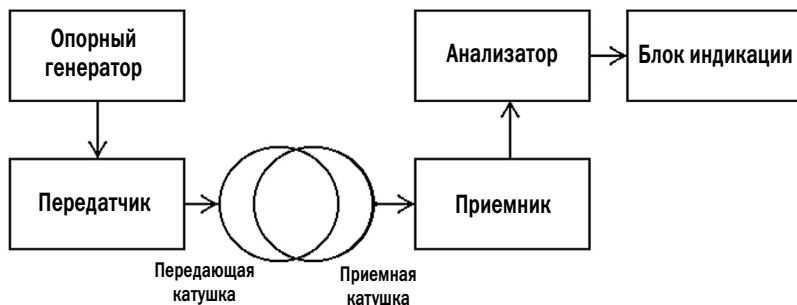 Опорный
генератор
Анализатор
Блок индикации
Передатчик
Приемник
Передающая
катушка
Приемная
катушка